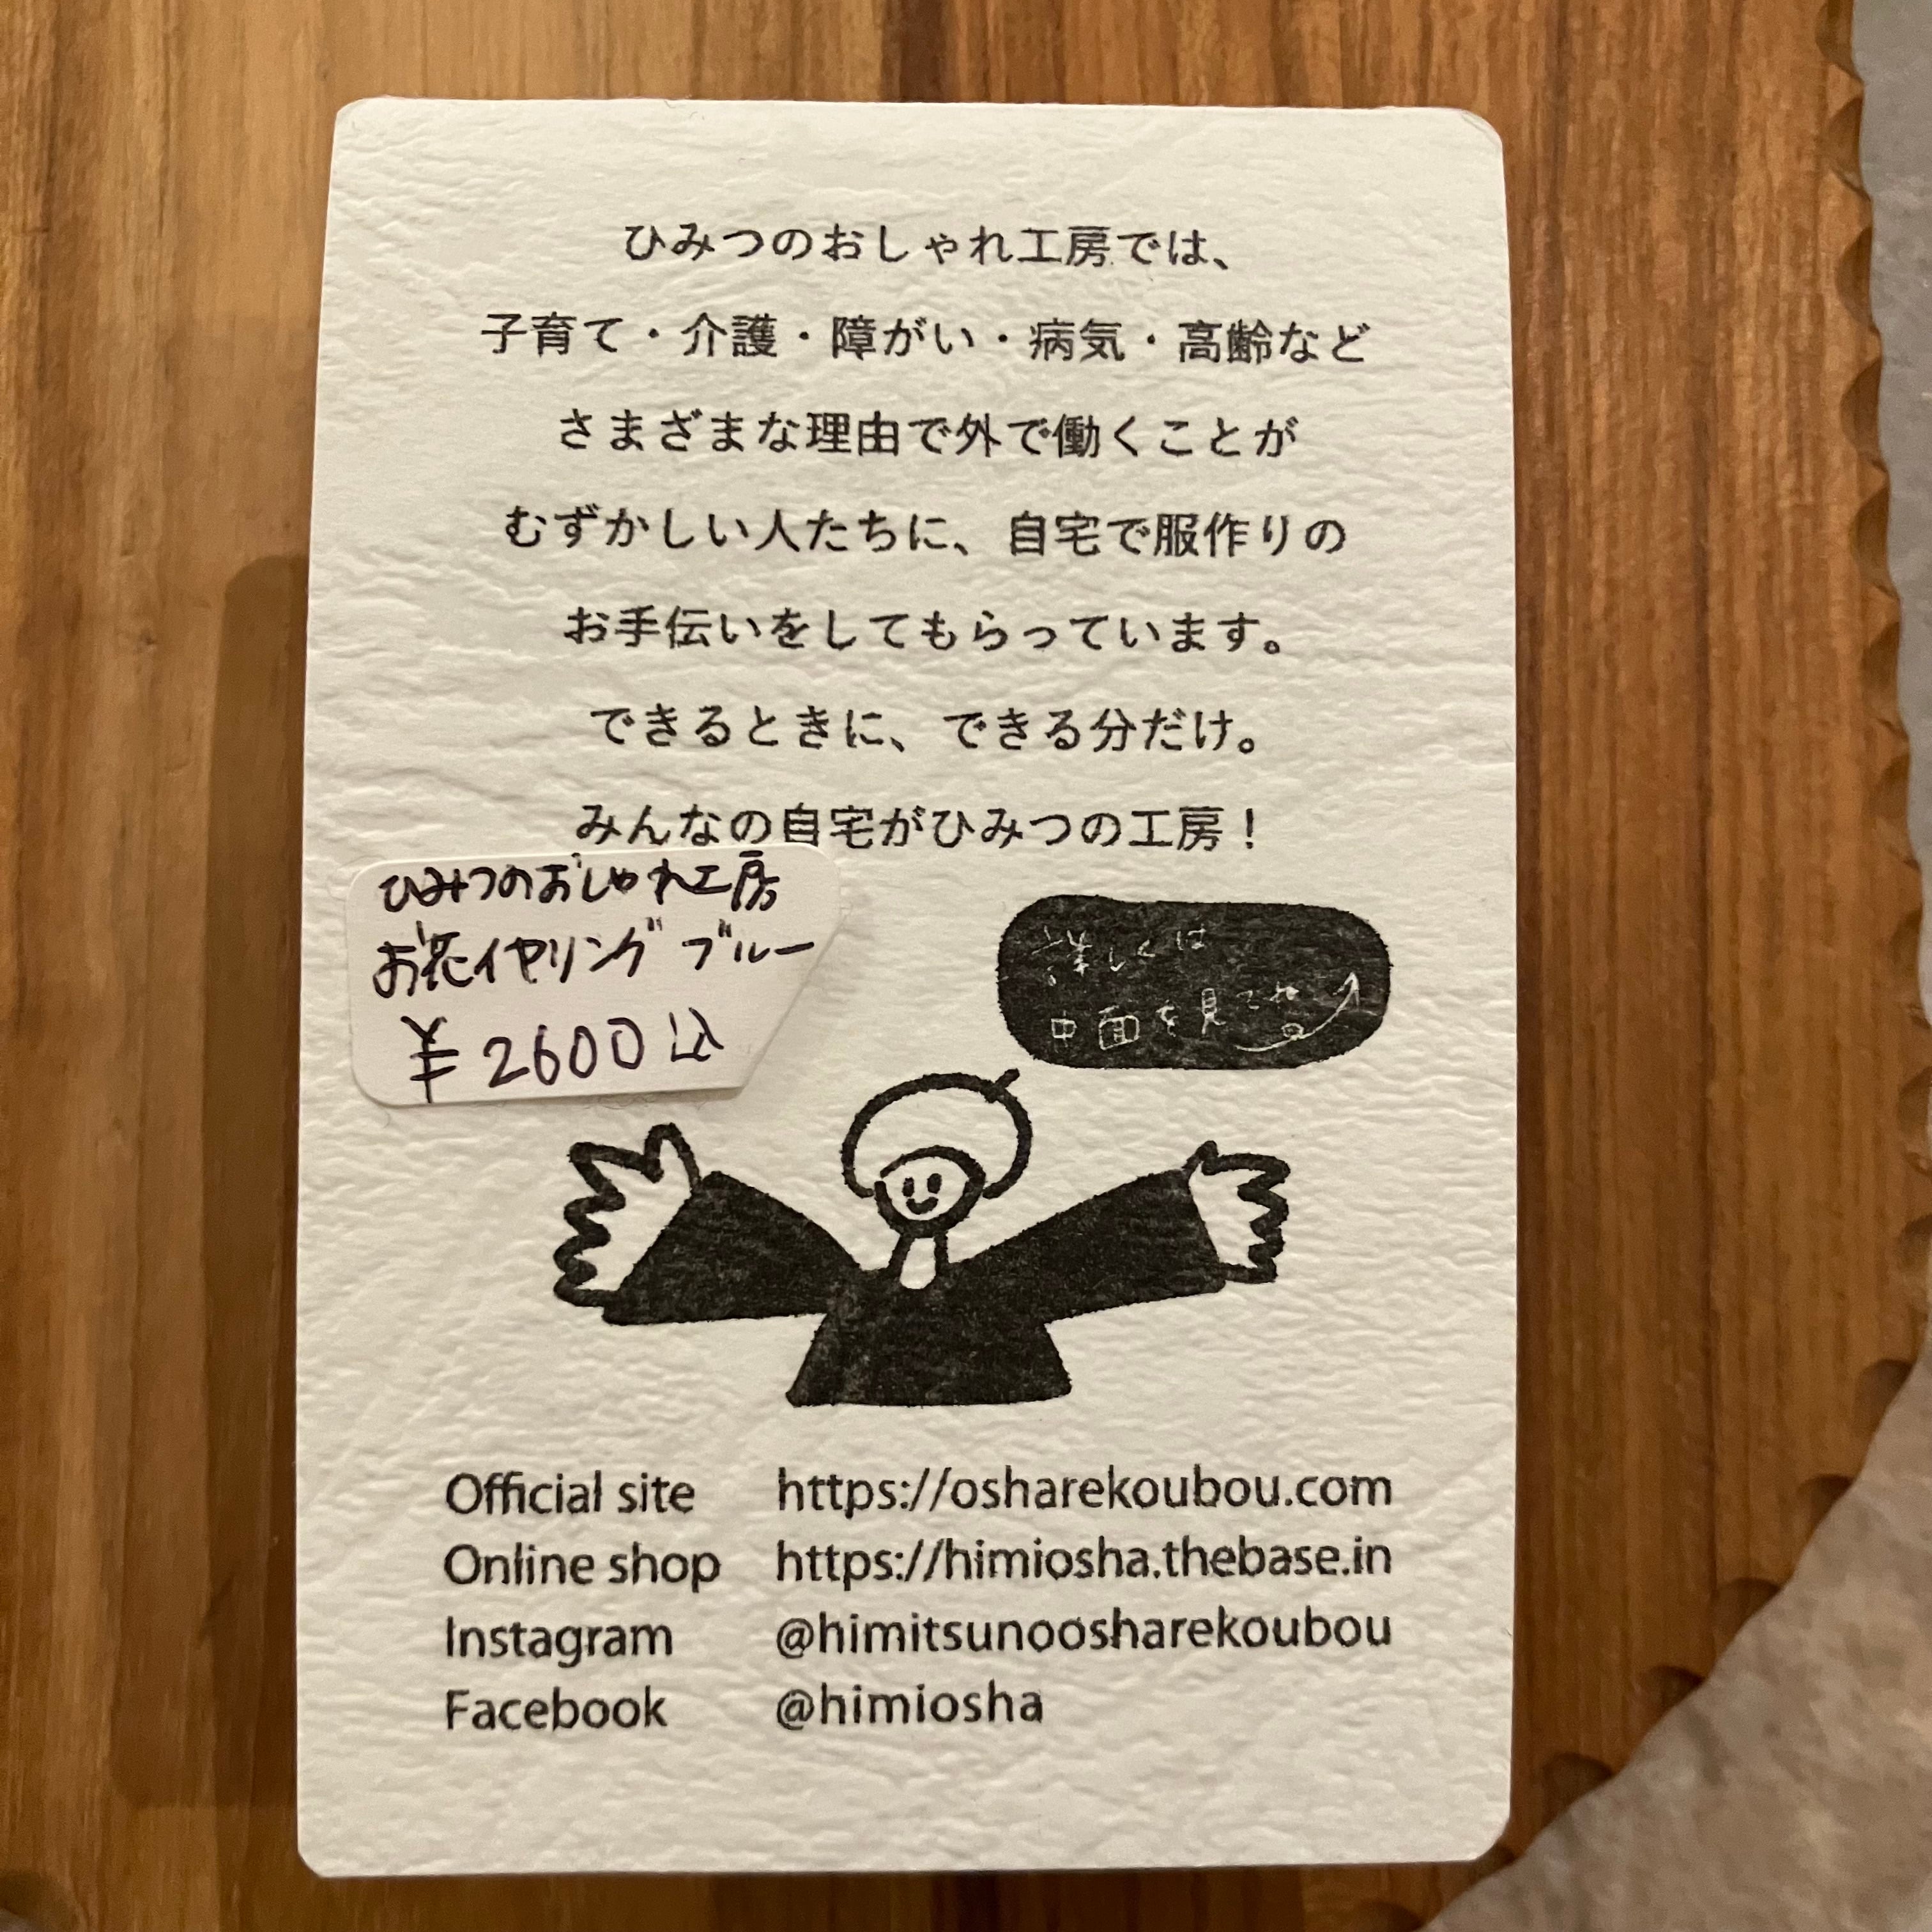 ひみつのおしゃれ工房では、
子育て・介護・障がい・病気・高齢など
さまざまな理由で外で働くことが
むずかしい人たちに、自宅で服作りの
お手伝いをしてもらっています。
できるときに、できる分だけ。
みんなの自宅がひみつの工房！
ひみつのおしゃれ工房
お花イヤリング ブルー
¥2600込
詳しくは
中面を見てね
Official site https://osharekoubou.com
Online shop https://himiosha.thebase.in
Instagram @himitsunoosharekoubou
Facebook @himiosha